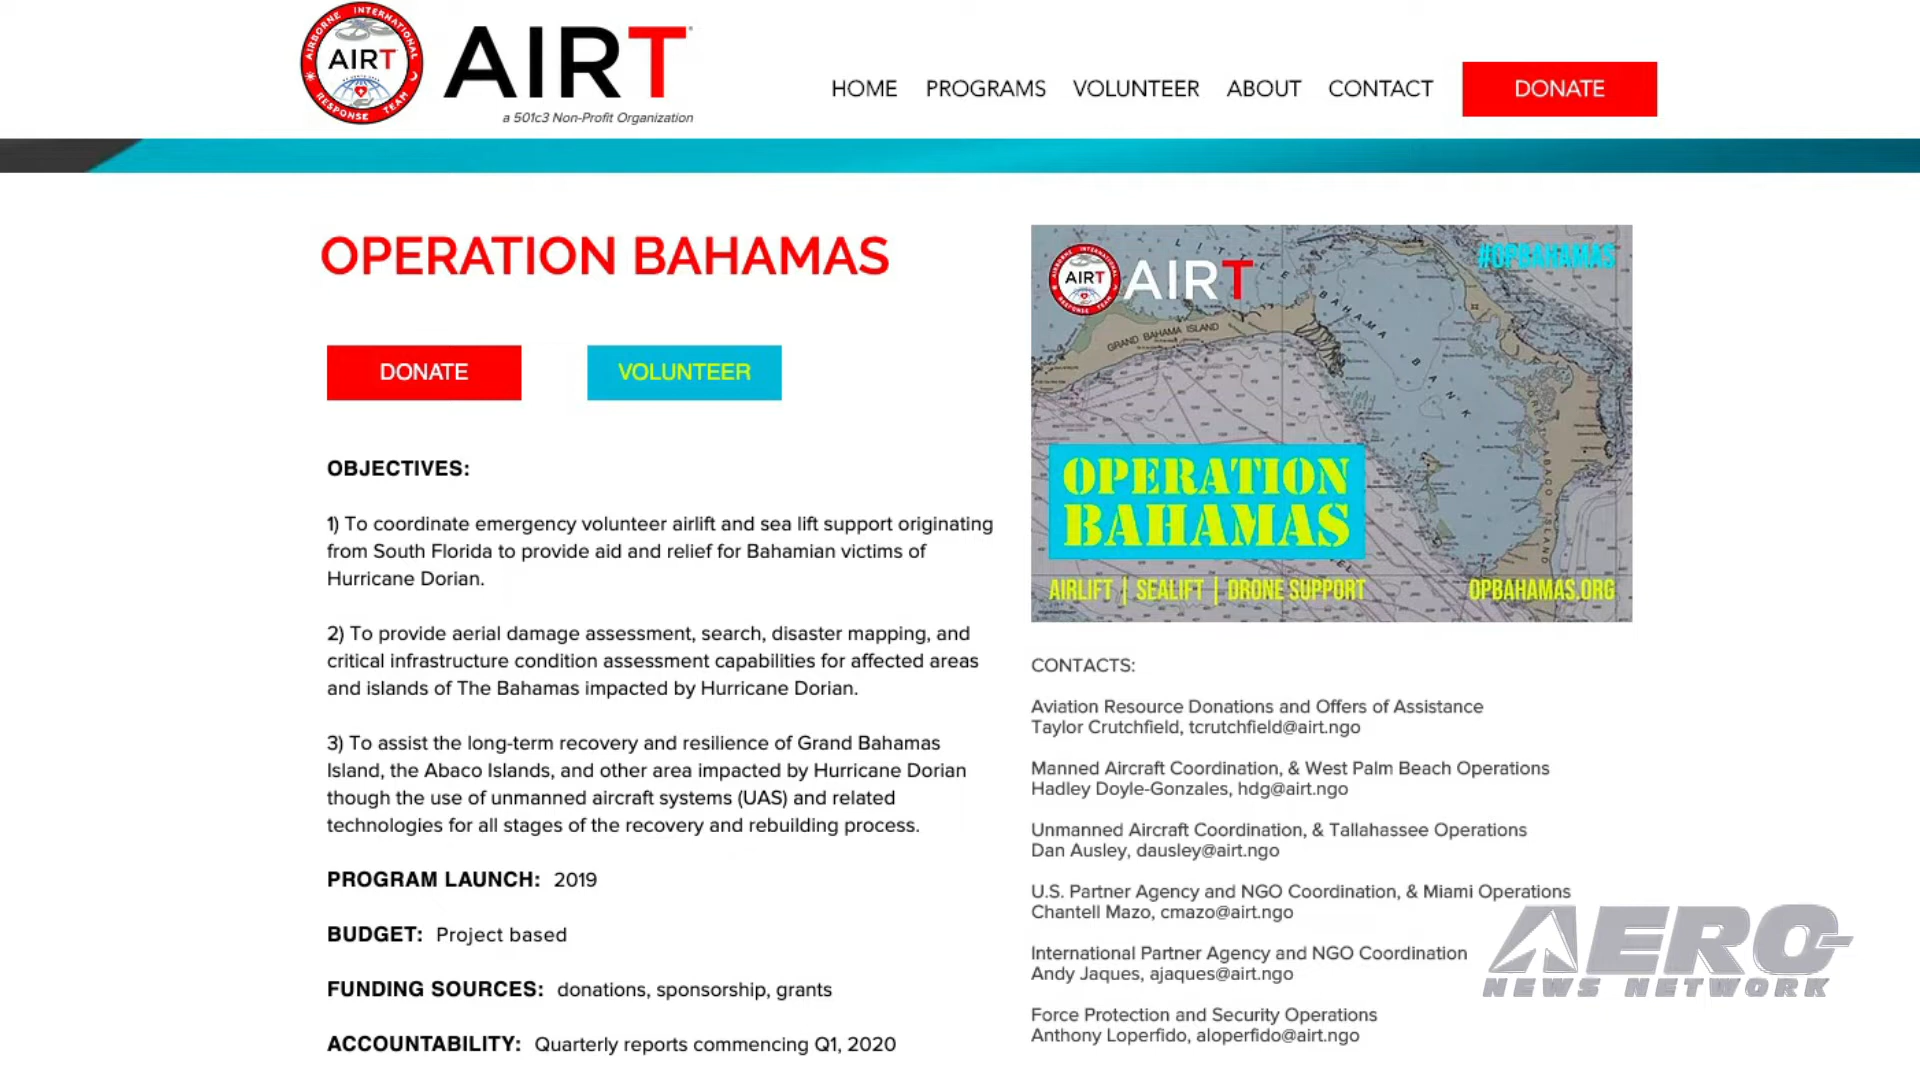 AIRBORNE INTERNATIONAL
AIRT
RESPONSE TEAM
AIRT
a 501c3 Non-Profit Organization
HOME PROGRAMS VOLUNTEER ABOUT CONTACT DONATE
OPERATION BAHAMAS
DONATE
VOLUNTEER
OBJECTIVES:
1) To coordinate emergency volunteer airlift and sea lift support originating
from South Florida to provide aid and relief for Bahamian victims of
Hurricane Dorian.
2) To provide aerial damage assessment, search, disaster mapping, and
critical infrastructure condition assessment capabilities for affected areas
and islands of The Bahamas impacted by Hurricane Dorian.
3) To assist the long-term recovery and resilience of Grand Bahamas
Island, the Abaco Islands, and other area impacted by Hurricane Dorian
though the use of unmanned aircraft systems (UAS) and related
technologies for all stages of the recovery and rebuilding process.
PROGRAM LAUNCH: 2019
BUDGET: Project based
FUNDING SOURCES: donations, sponsorship, grants
ACCOUNTABILITY: Quarterly reports commencing Q1, 2020
AIRT
AIRT
#OPBAHAMAS
LITTLE BAHAMA BANK
GRAND BAHAMA ISLAND
OPERATION
BAHAMAS
AIRLIFT | SEALIFT | DRONE SUPPORT
OPBAHAMAS.ORG
CONTACTS:
Aviation Resource Donations and Offers of Assistance
Taylor Crutchfield, tcrutchfield@airt.ngo
Manned Aircraft Coordination, & West Palm Beach Operations
Hadley Doyle-Gonzales, hdg@airt.ngo
Unmanned Aircraft Coordination, & Tallahassee Operations
Dan Ausley, dausley@airt.ngo
U.S. Partner Agency and NGO Coordination, & Miami Operations
Chantell Mazo, cmazo@airt.ngo
International Partner Agency and NGO Coordination
Andy Jaques, ajaques@airt.ngo
Force Protection and Security Operations
Anthony Loperfido, aloperfido@airt.ngo
AERO-
NEWS NETWORK